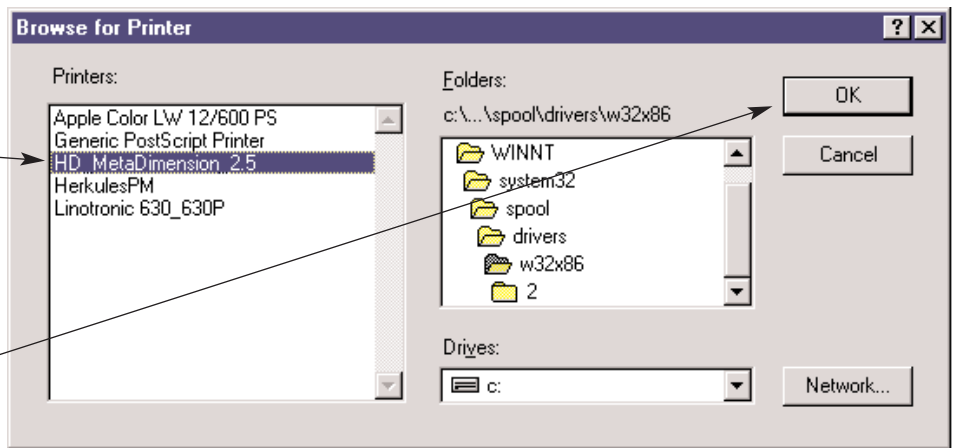 Browse for Printer
Printers:
Apple Color LW 12/600 PS
Generic PostScript Printer
HD_MetaDimension_2.5
HerkulesPM
Linotronic 630_630P
Folders:
c:\...\spool\drivers\w32x86
WINNT
system32
spool
drivers
w32x86
2
Drives:
c:
OK
Cancel
Network...